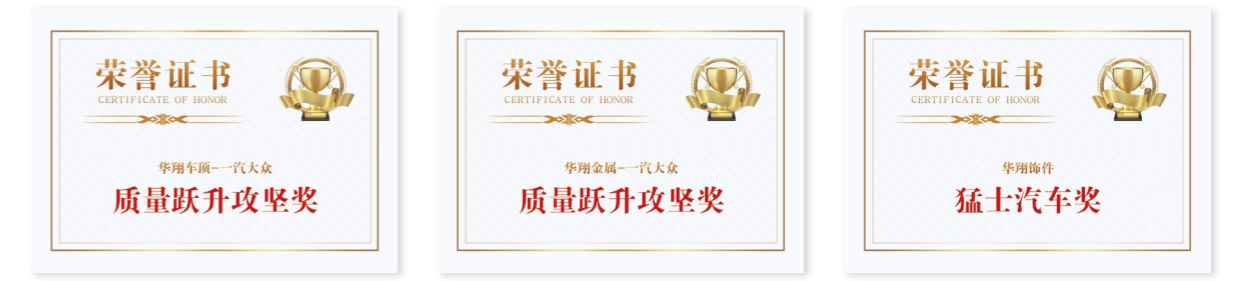 荣誉证书
CERTIFICATE OF HONOR
华翔车顶-一汽大众
质量跃升攻坚奖
荣誉证书
CERTIFICATE OF HONOR
华翔金属-一汽大众
质量跃升攻坚奖
荣誉证书
CERTIFICATE OF HONOR
华翔饰件
猛士汽车奖